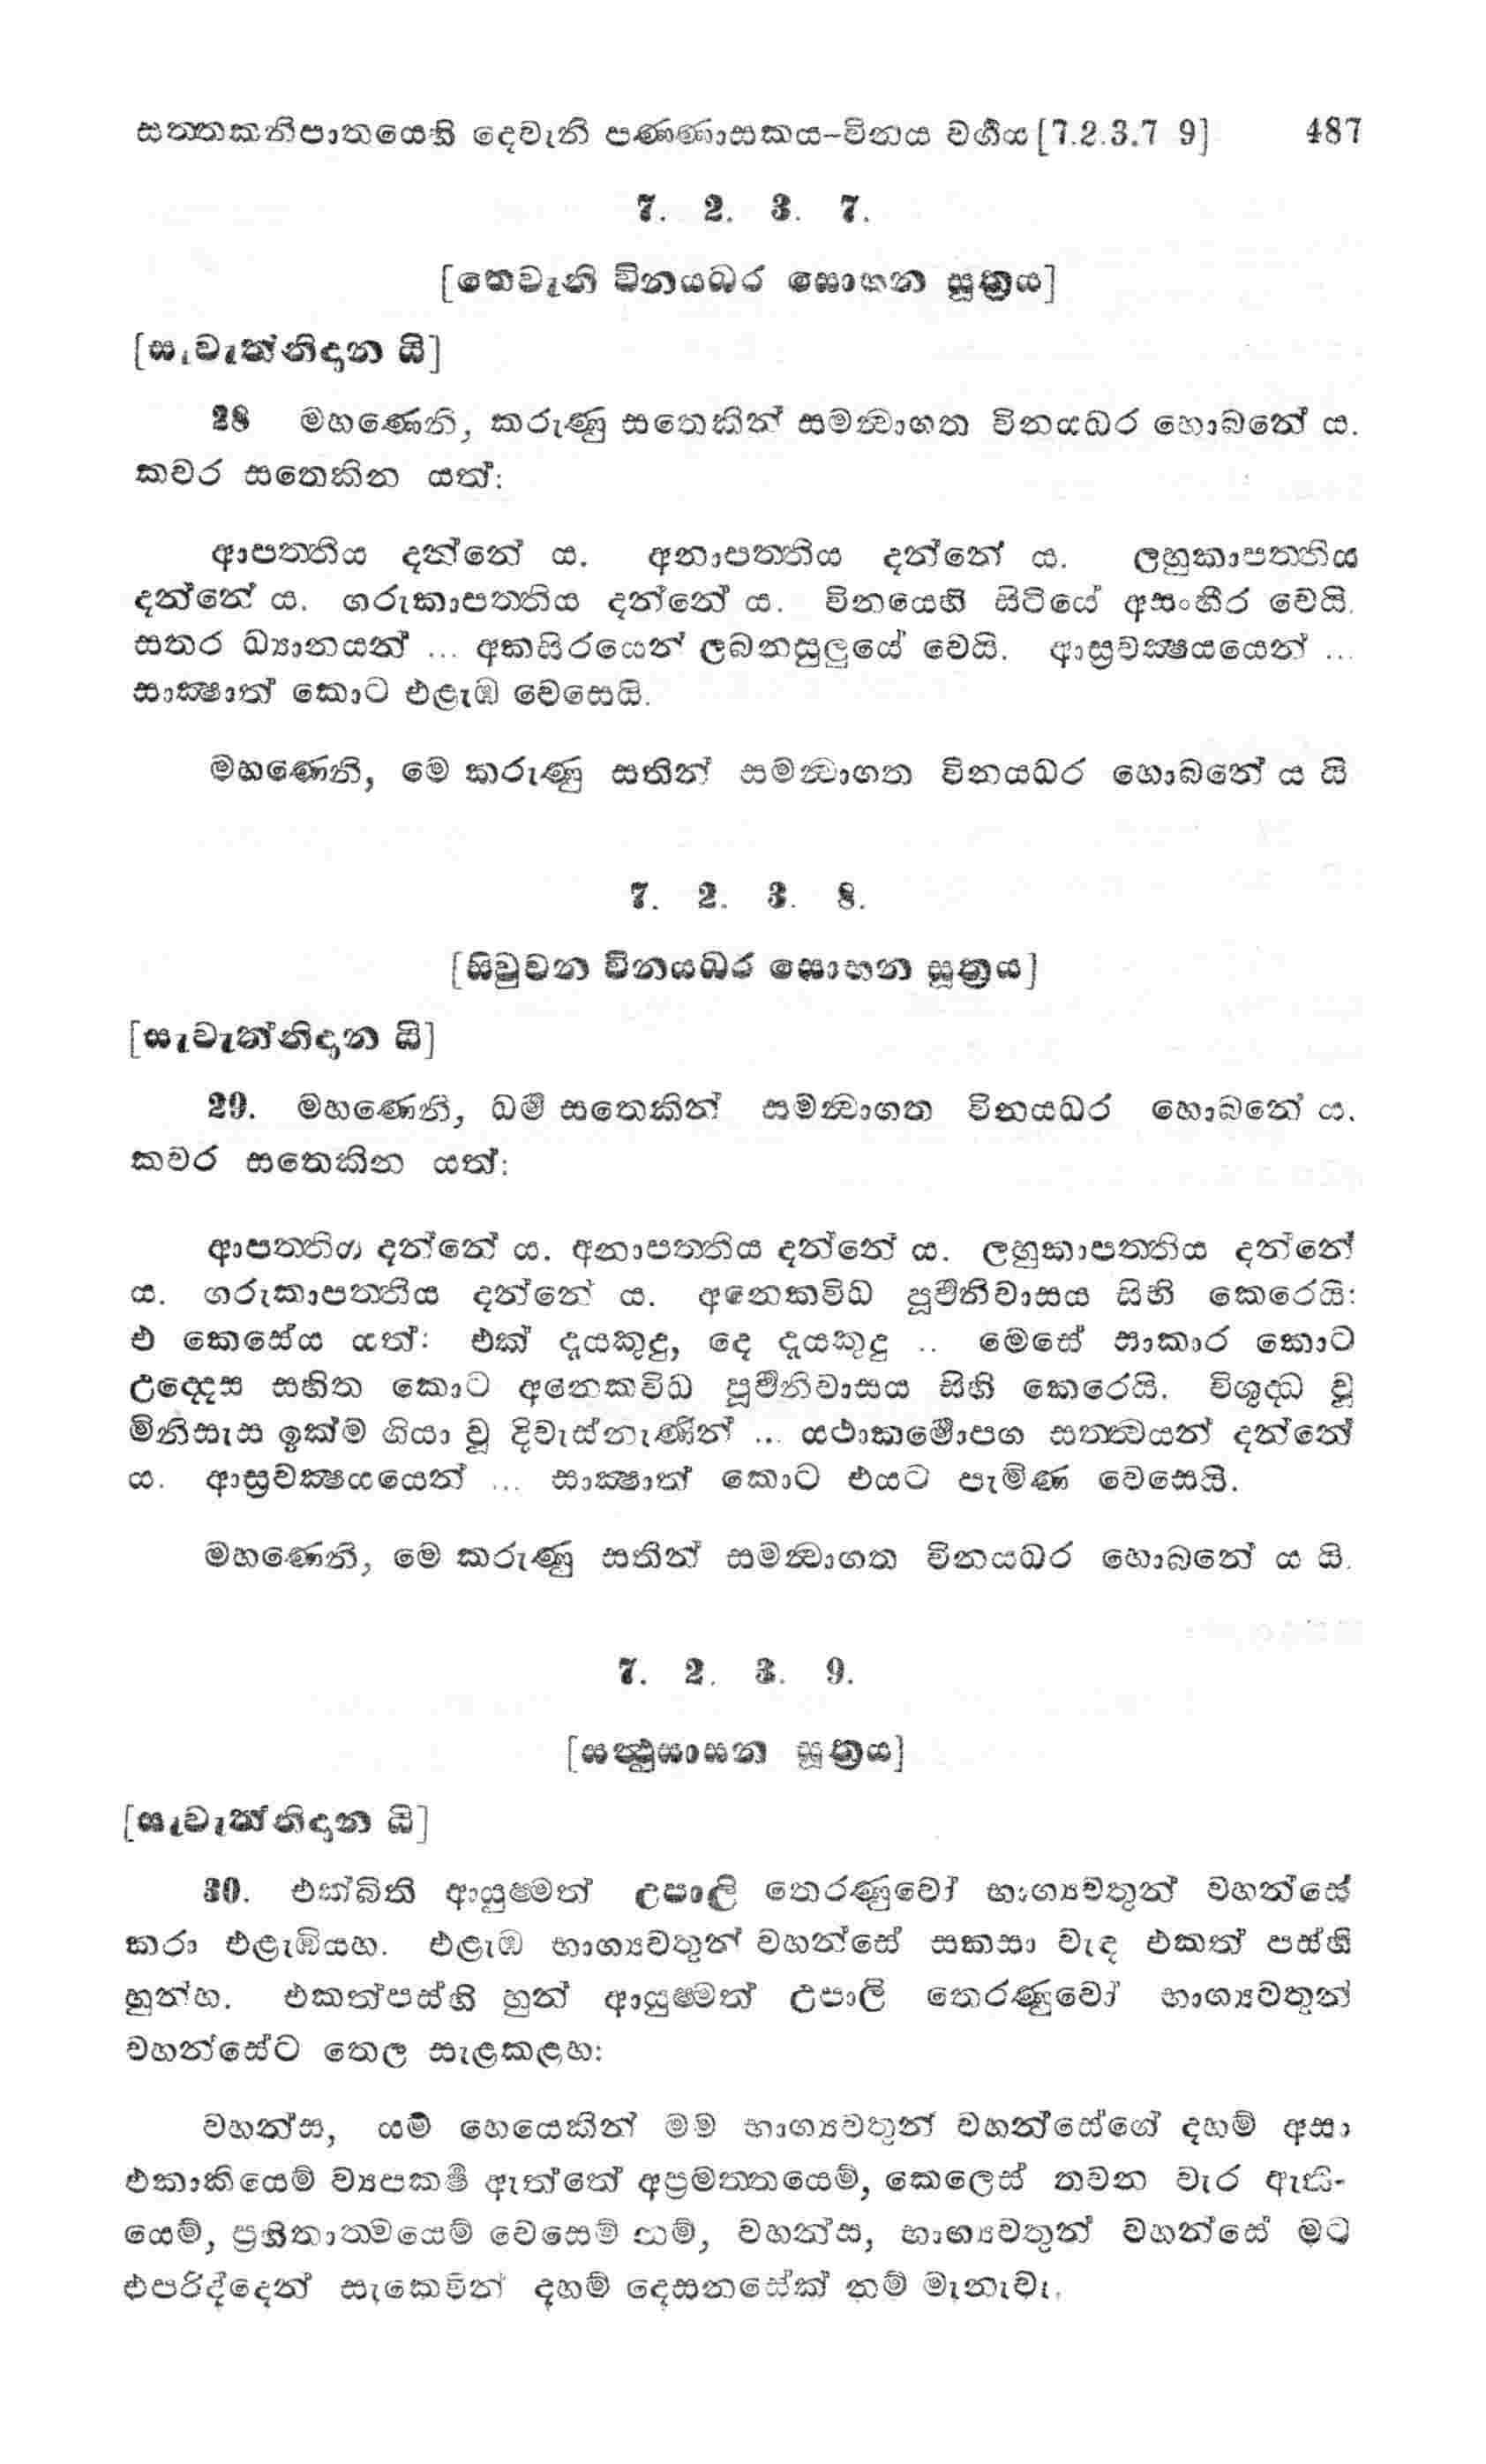 සත්තකනිපාතයෙහි දෙවැනි පණ්ණාසකය-විනය වර්ගය [7.2.3.7 9] 487
7. 2. 3. 7.
[තෙවැනි විනයධර සොභන සූත්‍රය]
[සැවැත්නිදාන යි]
28 මහණෙනි, කරුණු සතෙකින් සමන්වාගත විනයධර හොබනේ ය.
කවර සතෙකින යත්:
ආපත්තිය දන්නේ ය. අනාපත්තිය දන්නේ ය. ලහුකාපත්තිය
දන්නේ ය. ගරුකාපත්තිය දන්නේ ය. විනයෙහි සිටියේ අසංහීර වෙයි.
සතර ධ්‍යානයන් ... අකසිරයෙන් ලබනසුලුයේ වෙයි. ආස්‍රවක්ෂයයෙන් ...
සාක්ෂාත් කොට එළැඹ වෙසෙයි.
මහණෙනි, මෙ කරුණු සතින් සමන්වාගත විනයධර හොබනේ ය යි
7. 2. 3. 8.
[සිවුවන විනයධර සොභන සූත්‍රය]
[සැවැත්නිදාන යි]
29. මහණෙනි, ධර්ම සතෙකින් සමන්වාගත විනයධර හොබනේ ය.
කවර සතෙකින යත්:
ආපත්තිය දන්නේ ය. අනාපත්තිය දන්නේ ය. ලහුකාපත්තිය දන්නේ
ය. ගරුකාපත්තිය දන්නේ ය. අනෙකවිධ පූර්වනිවාසය සිහි කෙරෙයි:
එ කෙසේය යත්: එක් දැයකුදු, දෙ දැයකුදු .. මෙසේ සාකාර කොට
උද්දෙස සහිත කොට අනෙකවිධ පූර්වනිවාසය සිහි කෙරෙයි. විශුද්ධ වූ
මිනිසැස ඉක්ම ගියා වූ දිවැස්නැණින් ... යථාකර්මොපග සත්ත්වයන් දන්නේ
ය. ආස්‍රවක්ෂයයෙන් ... සාක්ෂාත් කොට එයට පැමිණ වෙසෙයි.
මහණෙනි, මෙ කරුණු සතින් සමන්වාගත විනයධර හොබනේ ය යි.
7. 2. 3. 9.
[සත්‍ථුසාසන සූත්‍රය]
[සැවැත්නිදාන යි]
30. එක්බිති ආයුෂ්මත් උපාලි තෙරණුවෝ භාග්‍යවතුන් වහන්සේ
කරා එළැඹියහ. එළැඹ භාග්‍යවතුන් වහන්සේ සකසා වැඳ එකත් පස්හි
හුන්හ. එකත්පස්හි හුන් ආයුෂ්මත් උපාලි තෙරණුවෝ භාග්‍යවතුන්
වහන්සේට තෙල සැළකළහ:
වහන්ස, යම් හෙයෙකින් මම භාග්‍යවතුන් වහන්සේගේ දහම් අසා
එකාකියෙම් ව්‍යපකර්ෂ ඇත්තේ අප්‍රමත්තයෙම්, කෙලෙස් තවන වැර ඇති-
යෙම්, ප්‍රහිතාත්මයෙම් වෙසෙම් නම්, වහන්ස, භාග්‍යවතුන් වහන්සේ මට
එපරිද්දෙන් සැකෙවින් දහම් දෙසනසේක් නම් මැනැවැ.